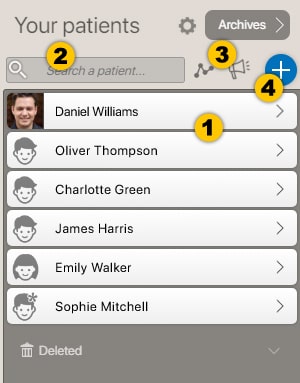 Your patients
Archives
2
3
Search a patient...
4
Daniel Williams
1
Oliver Thompson
Charlotte Green
James Harris
Emily Walker
Sophie Mitchell
Deleted